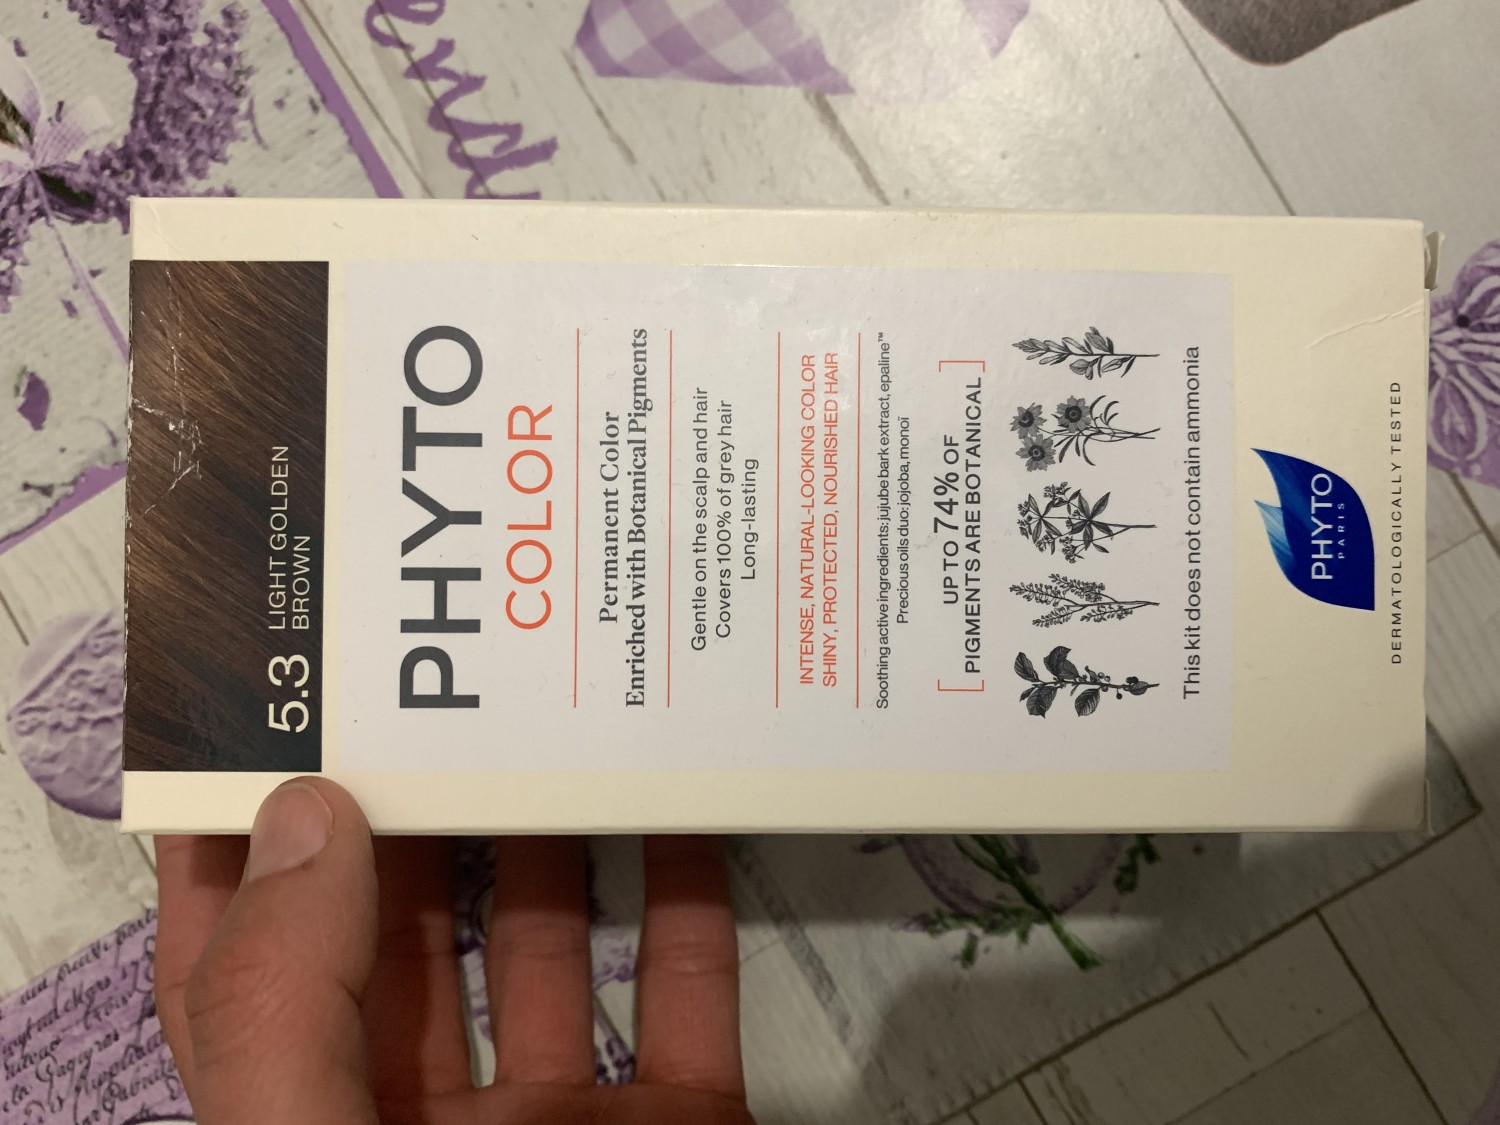 5.3 LIGHT GOLDEN
BROWN
PHYTO
COLOR
Permanent Color
Enriched with Botanical Pigments
Gentle on the scalp and hair
Covers 100% of grey hair
Long-lasting
INTENSE, NATURAL-LOOKING COLOR
SHINY, PROTECTED, NOURISHED HAIR
Soothing active ingredients: jujube bark extract, epaline™
Precious oils duo: jojoba, monoï
UP TO 74% OF
PIGMENTS ARE BOTANICAL
This kit does not contain ammonia
PHYTO
PARIS
DERMATOLOGICALLY TESTED